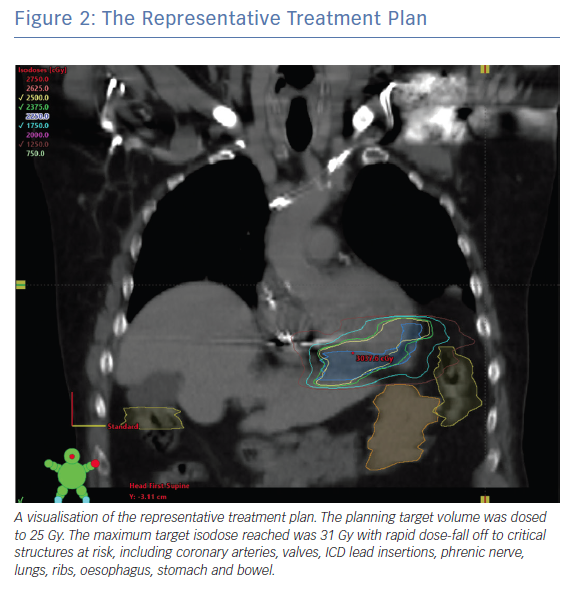 Figure 2: The Representative Treatment Plan
Isodoses (cGy)
2750.0
2625.0
✓ 2500.0
✓ 2375.0
✓ 1750.0
2000.0
✓ 1250.0
750.0
Standard
Head First-Supine
Y: -3.11 cm
A visualisation of the representative treatment plan. The planning target volume was dosed
to 25 Gy. The maximum target isodose reached was 31 Gy with rapid dose-fall off to critical
structures at risk, including coronary arteries, valves, ICD lead insertions, phrenic nerve,
lungs, ribs, oesophagus, stomach and bowel.